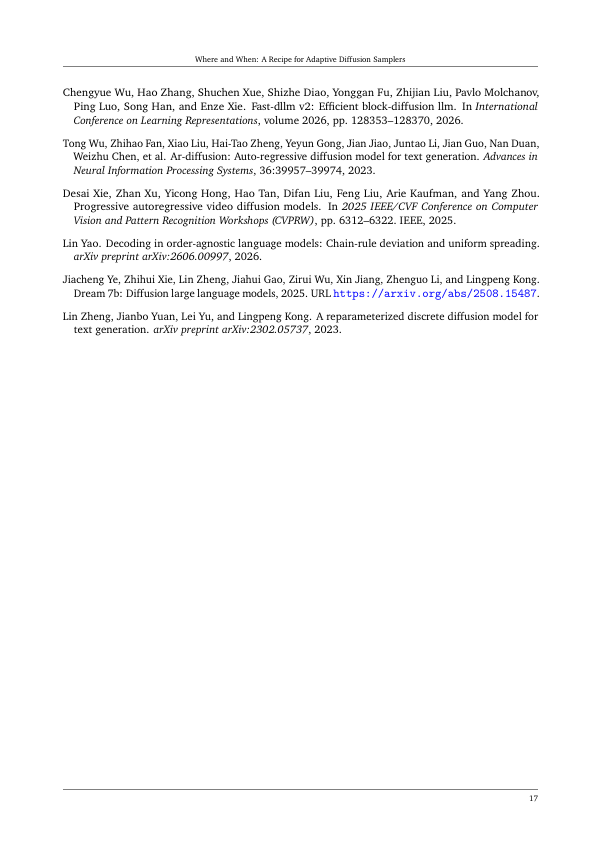 Where and When: A Recipe for Adaptive Diffusion Samplers
Chengyue Wu, Hao Zhang, Shuchen Xue, Shizhe Diao, Yonggan Fu, Zhijian Liu, Pavlo Molchanov,
Ping Luo, Song Han, and Enze Xie. Fast-dllm v2: Efficient block-diffusion llm. In International
Conference on Learning Representations, volume 2026, pp. 128353–128370, 2026.
Tong Wu, Zhihao Fan, Xiao Liu, Hai-Tao Zheng, Yeyun Gong, Jian Jiao, Juntao Li, Jian Guo, Nan Duan,
Weizhu Chen, et al. Ar-diffusion: Auto-regressive diffusion model for text generation. Advances in
Neural Information Processing Systems, 36:39957–39974, 2023.
Desai Xie, Zhan Xu, Yicong Hong, Hao Tan, Difan Liu, Feng Liu, Arie Kaufman, and Yang Zhou.
Progressive autoregressive video diffusion models. In 2025 IEEE/CVF Conference on Computer
Vision and Pattern Recognition Workshops (CVPRW), pp. 6312–6322. IEEE, 2025.
Lin Yao. Decoding in order-agnostic language models: Chain-rule deviation and uniform spreading.
arXiv preprint arXiv:2606.00997, 2026.
Jiacheng Ye, Zhihui Xie, Lin Zheng, Jiahui Gao, Zirui Wu, Xin Jiang, Zhenguo Li, and Lingpeng Kong.
Dream 7b: Diffusion large language models, 2025. URL https://arxiv.org/abs/2508.15487.
Lin Zheng, Jianbo Yuan, Lei Yu, and Lingpeng Kong. A reparameterized discrete diffusion model for
text generation. arXiv preprint arXiv:2302.05737, 2023.
17